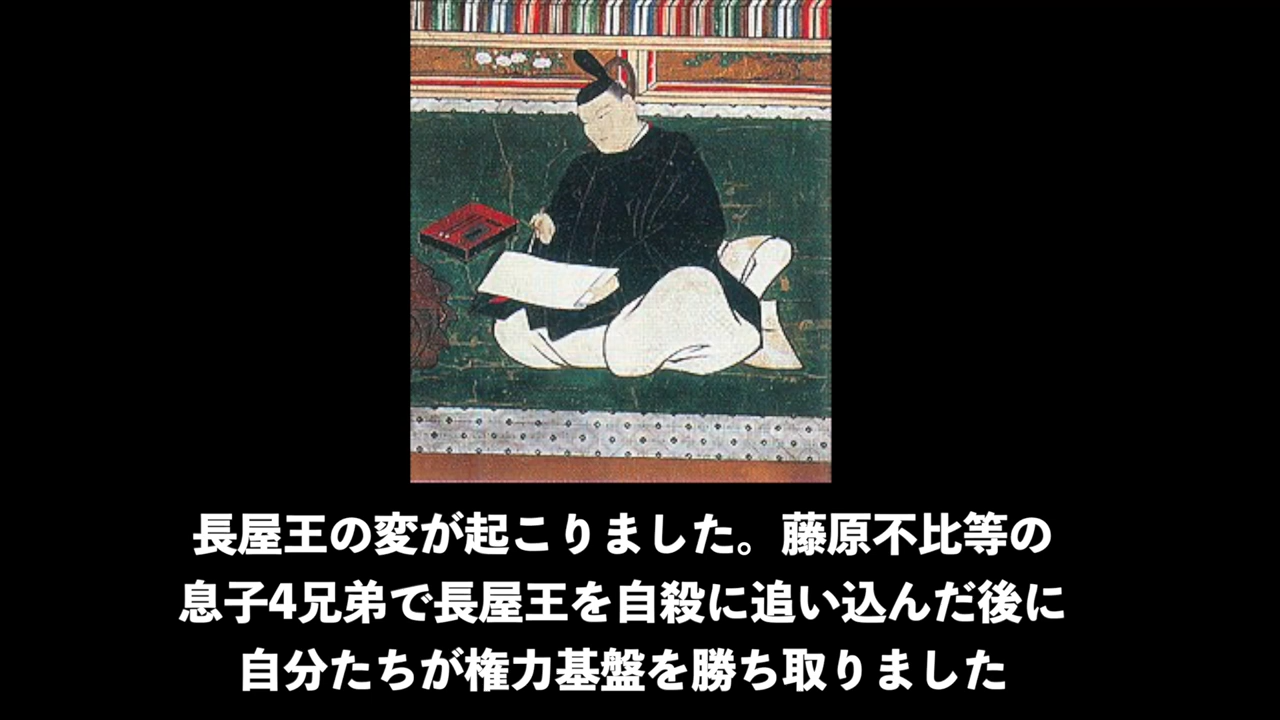 長屋王の変が起こりました。藤原不比等の
息子4兄弟で長屋王を自殺に追い込んだ後に
自分たちが権力基盤を勝ち取りました